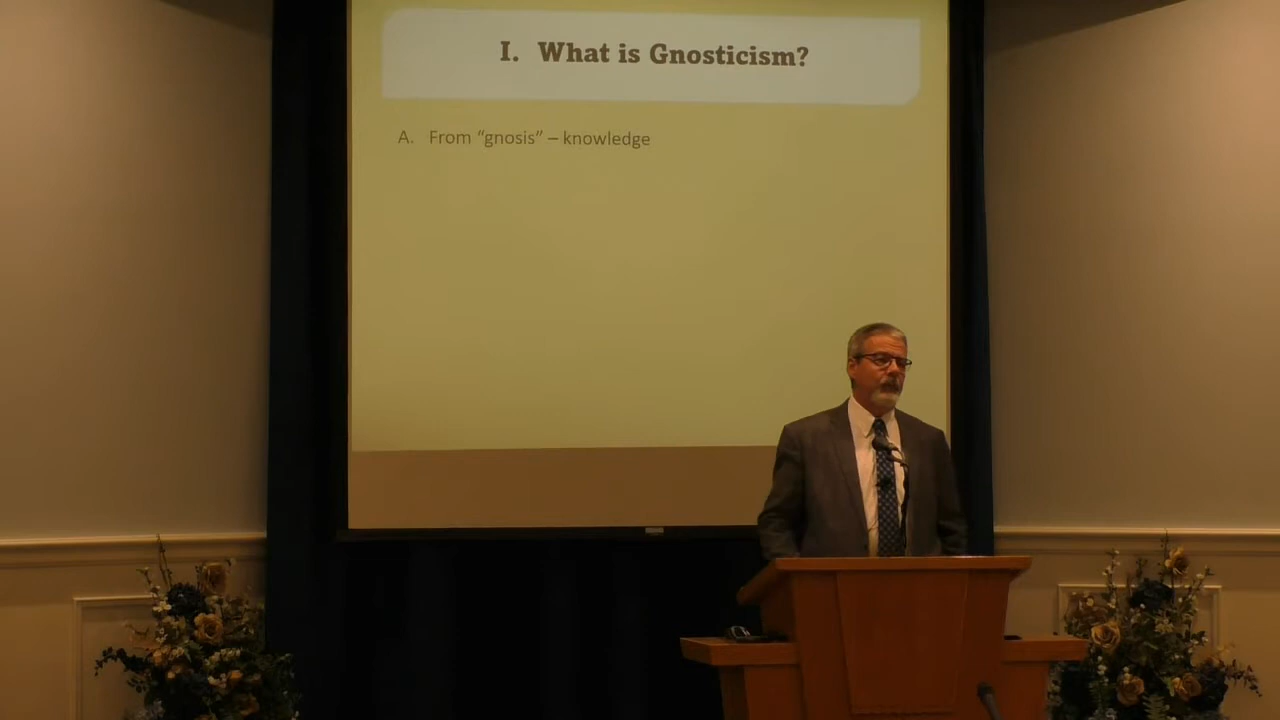 I. What is Gnosticism?
A. From “gnosis” – knowledge